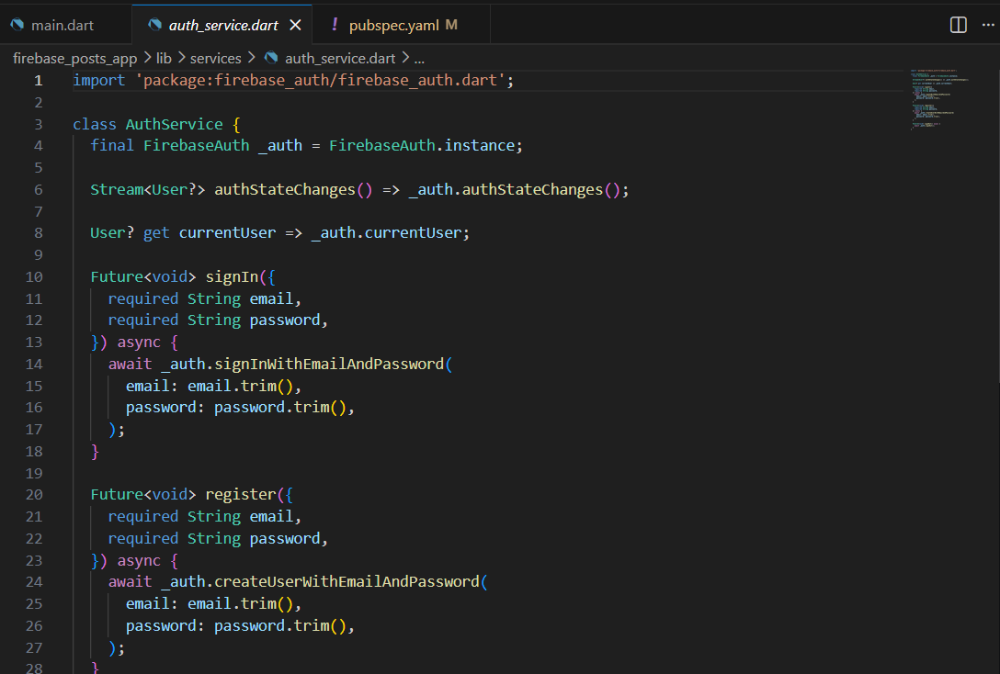 main.dart auth_service.dart pubspec.yaml M
firebase_posts_app > lib > services > auth_service.dart > ...
1 import 'package:firebase_auth/firebase_auth.dart';
2
3 class AuthService {
4   final FirebaseAuth _auth = FirebaseAuth.instance;
5
6   Stream<User?> authStateChanges() => _auth.authStateChanges();
7
8   User? get currentUser => _auth.currentUser;
9
10   Future<void> signIn({
11     required String email,
12     required String password,
13   }) async {
14     await _auth.signInWithEmailAndPassword(
15       email: email.trim(),
16       password: password.trim(),
17     );
18   }
19
20   Future<void> register({
21     required String email,
22     required String password,
23   }) async {
24     await _auth.createUserWithEmailAndPassword(
25       email: email.trim(),
26       password: password.trim(),
27     );
28   }